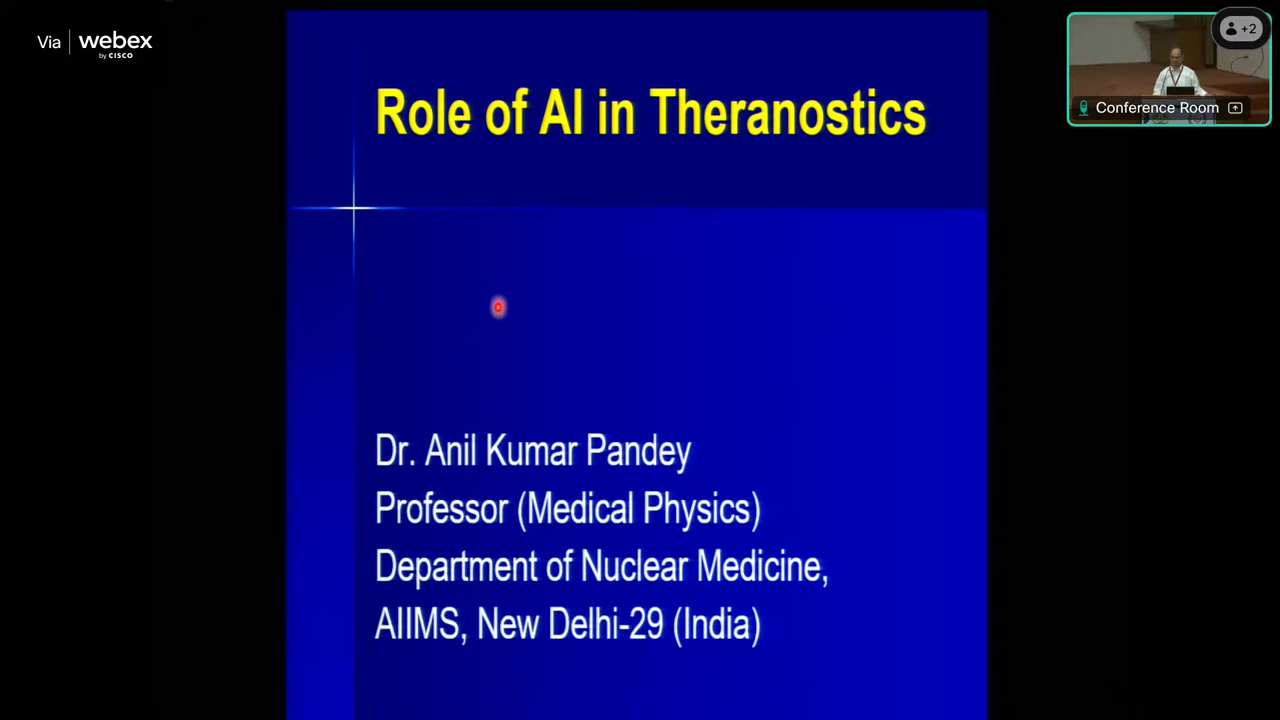 Via webex
by CISCO
+2
Conference Room
Role of AI in Theranostics
Dr. Anil Kumar Pandey
Professor (Medical Physics)
Department of Nuclear Medicine,
AIIMS, New Delhi-29 (India)